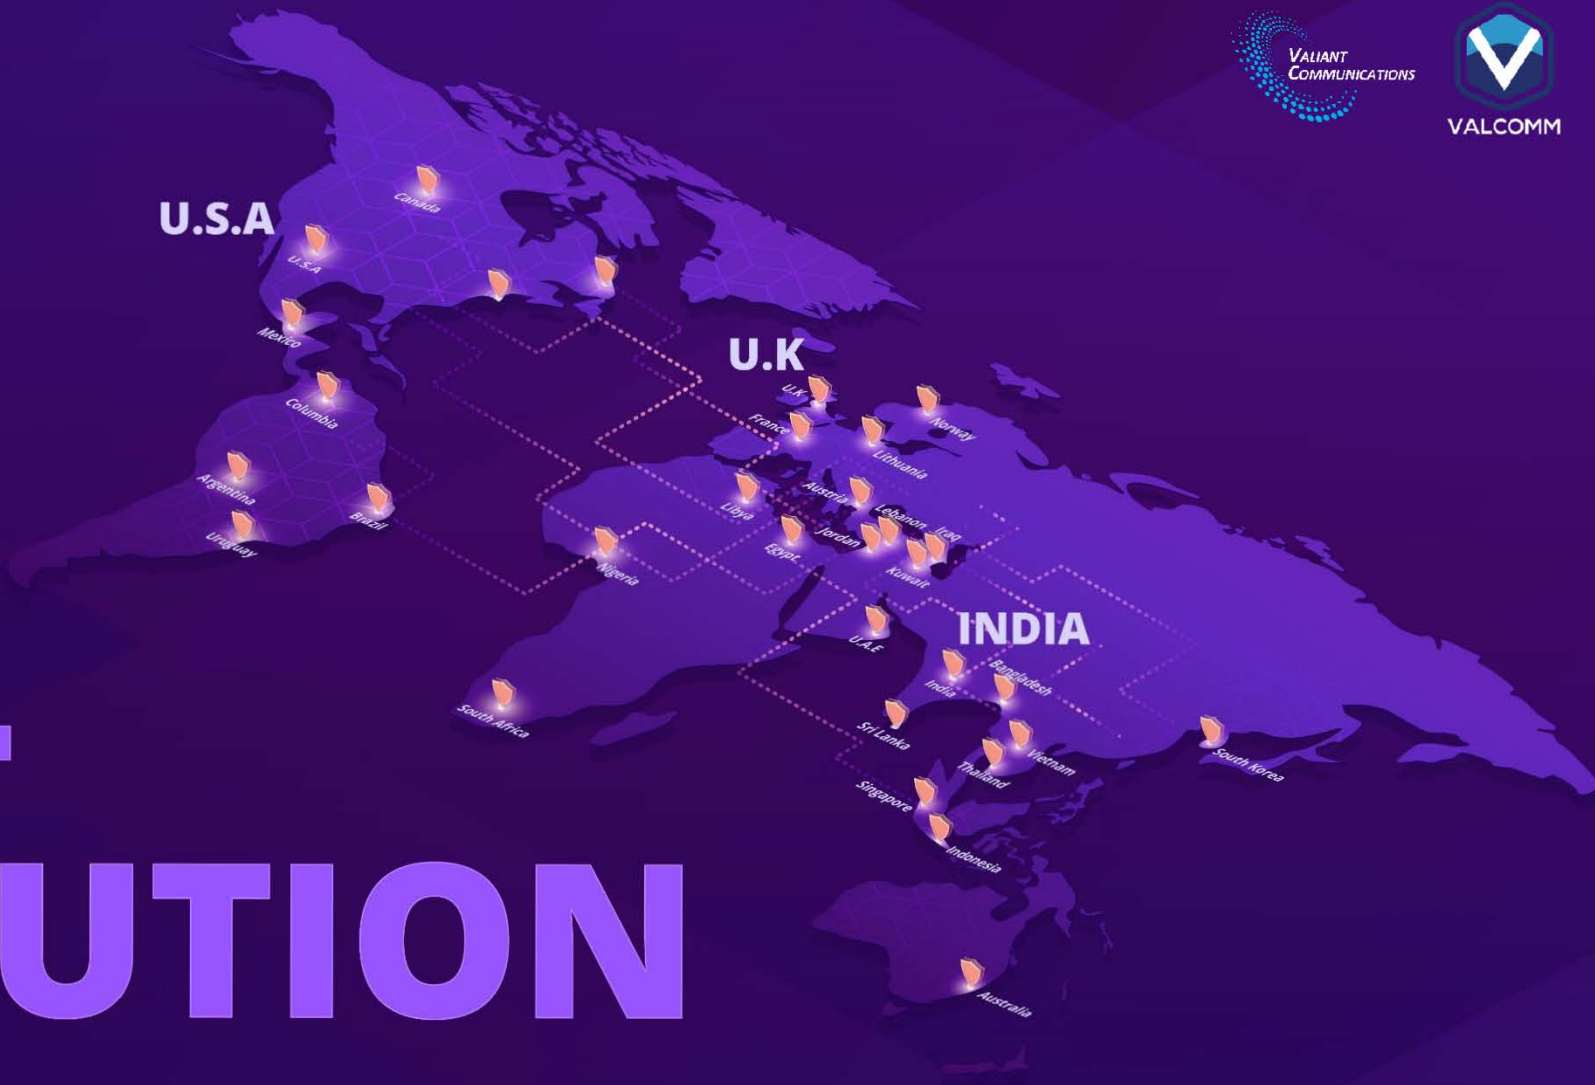 VALIANT
COMMUNICATIONS
VALCOMM
U.S.A
Canada
U.S.A
Mexico
Columbia
Argentina
Uruguay
Brazil
U.K
U.K
France
Norway
Lithuania
Austria
Libya
Egypt
Lebanon
Jordan
Iraq
Kuwait
Nigeria
U.A.E
INDIA
India
Bangladesh
Sri Lanka
South Africa
Vietnam
Thailand
South Korea
Singapore
Indonesia
UTION
Australia